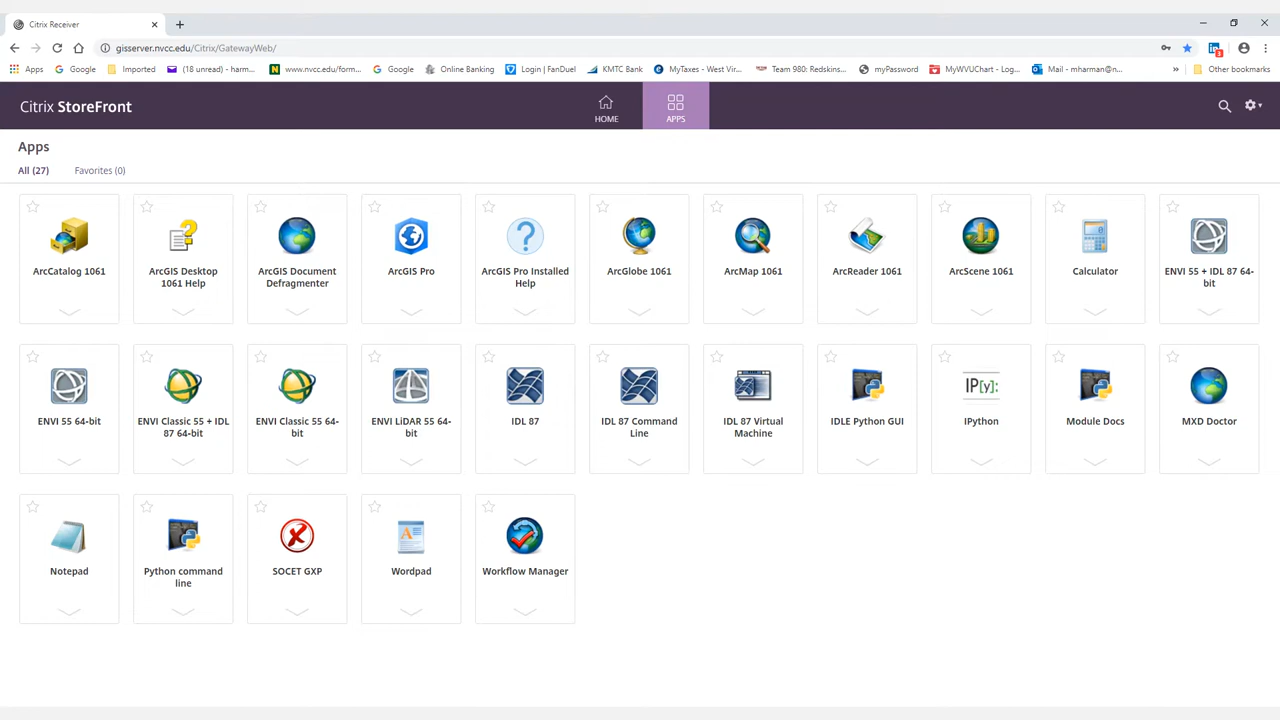 Citrix Receiver
gisserver.nvcc.edu/Citrix/GatewayWeb/
3
Apps
Google
Imported
(18 unread) - harm...
N
www.nvcc.edu/form...
Google
Online Banking
Login | FanDuel
KMTC Bank
MyTaxes - West Vir...
Team 980: Redskins...
myPassword
MyWVUChart - Log...
Mail - mharman@n...
»
Other bookmarks
Citrix StoreFront
HOME
APPS
Apps
All (27)
Favorites (0)
ArcCatalog 1061
ArcGIS Desktop
1061 Help
ArcGIS Document
Defragmenter
ArcGIS Pro
ArcGIS Pro Installed
Help
ArcGlobe 1061
ArcMap 1061
ArcReader 1061
ArcScene 1061
Calculator
ENVI 55 + IDL 87 64-
bit
ENVI 55 64-bit
ENVI Classic 55 + IDL
87 64-bit
ENVI Classic 55 64-
bit
ENVI LiDAR 55 64-
bit
IDL 87
IDL 87 Command
Line
IDL 87 Virtual
Machine
IDLE Python GUI
IP[y]:
IPython
Module Docs
MXD Doctor
Notepad
Python command
line
SOCET GXP
Wordpad
Workflow Manager